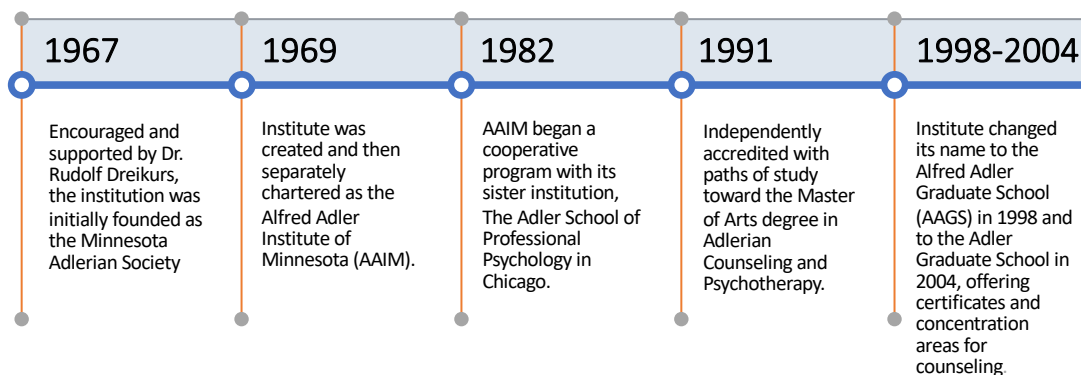 1967
Encouraged and
supported by Dr.
Rudolf Dreikurs,
the institution was
initially founded as
the Minnesota
Adlerian Society
1969
Institute was
created and then
separately
chartered as the
Alfred Adler
Institute of
Minnesota (AAIM).
1982
AAIM began a
cooperative
program with its
sister institution,
The Adler School of
Professional
Psychology in
Chicago.
1991
Independently
accredited with
paths of study
toward the Master
of Arts degree in
Adlerian
Counseling and
Psychotherapy.
1998-2004
Institute changed
its name to the
Alfred Adler
Graduate School
(AAGS) in 1998 and
to the Adler
Graduate School in
2004, offering
certificates and
concentration
areas for
counseling.